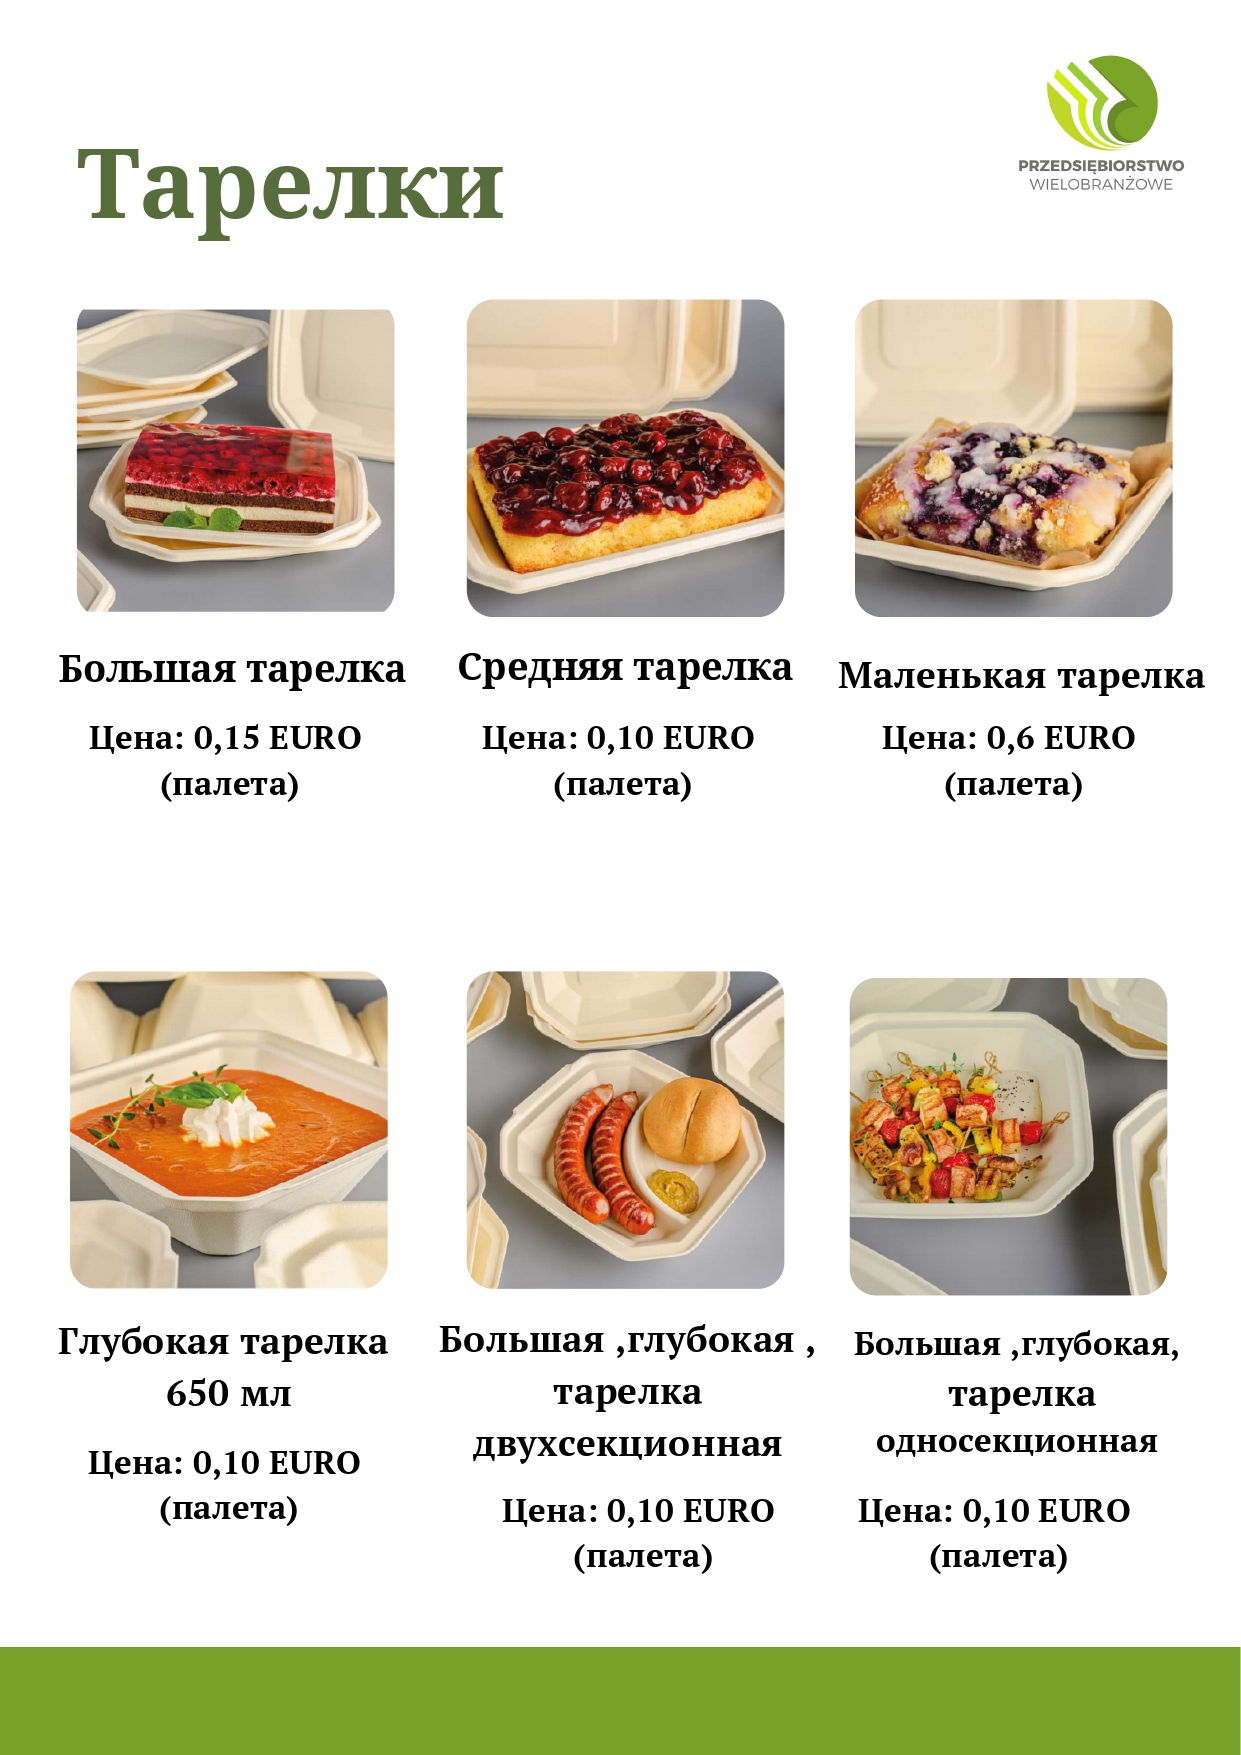 PRZEDSIĘBIORSTWO
WIELOBRANŻOWE
Тарелки
Большая тарелка
Цена: 0,15 EURO
(палета)
Средняя тарелка
Цена: 0,10 EURO
(палета)
Маленькая тарелка
Цена: 0,6 EURO
(палета)
Глубокая тарелка
650 мл
Цена: 0,10 EURO
(палета)
Большая ,глубокая ,
тарелка
двухсекционная
Цена: 0,10 EURO
(палета)
Большая ,глубокая,
тарелка
односекционная
Цена: 0,10 EURO
(палета)